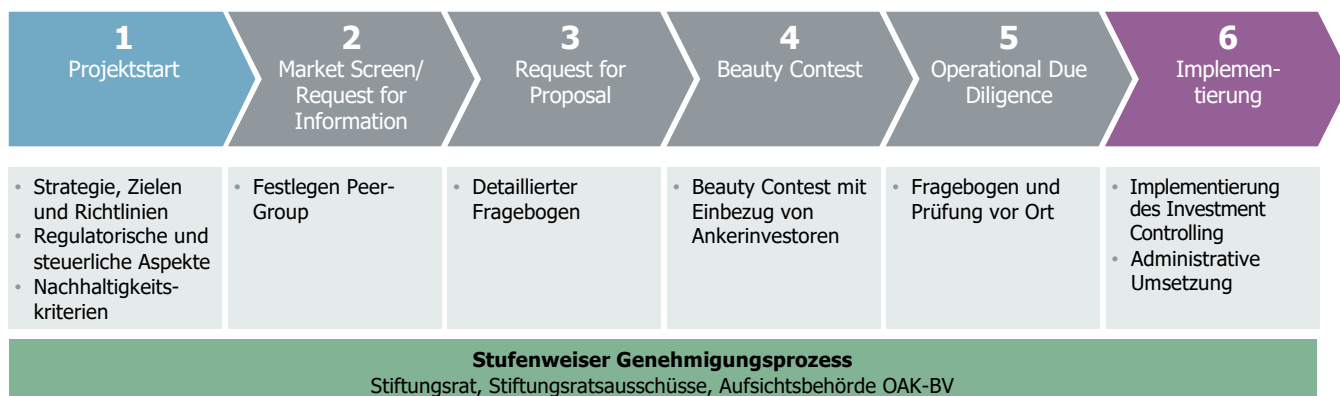 1
Projektstart
2
Market Screen/
Request for
Information
3
Request for
Proposal
4
Beauty Contest
5
Operational Due
Diligence
6
Implemen-
tierung
• Strategie, Zielen
und Richtlinien
• Regulatorische und
steuerliche Aspekte
• Nachhaltigkeits-
kriterien
• Festlegen Peer-
Group
• Detaillierter
Fragebogen
• Beauty Contest mit
Einbezug von
Ankerinvestoren
• Fragebogen und
Prüfung vor Ort
• Implementierung
des Investment
Controlling
• Administrative
Umsetzung
Stufenweiser Genehmigungsprozess
Stiftungsrat, Stiftungsratsausschüsse, Aufsichtsbehörde OAK-BV